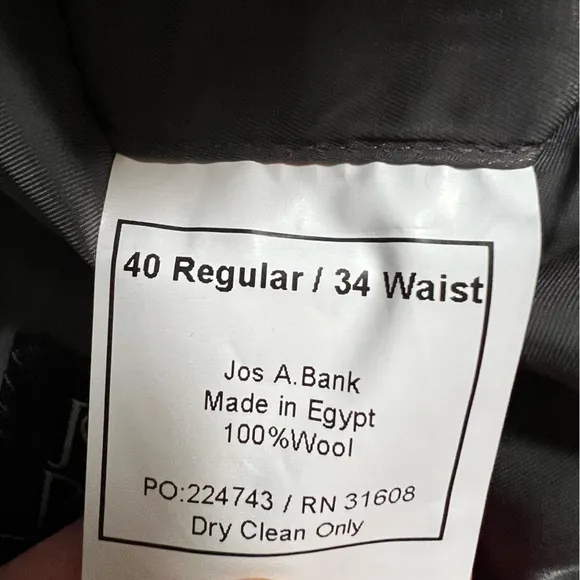 40 Regular / 34 Waist
Jos A.Bank
Made in Egypt
100%Wool
PO:224743 / RN 31608
Dry Clean Only